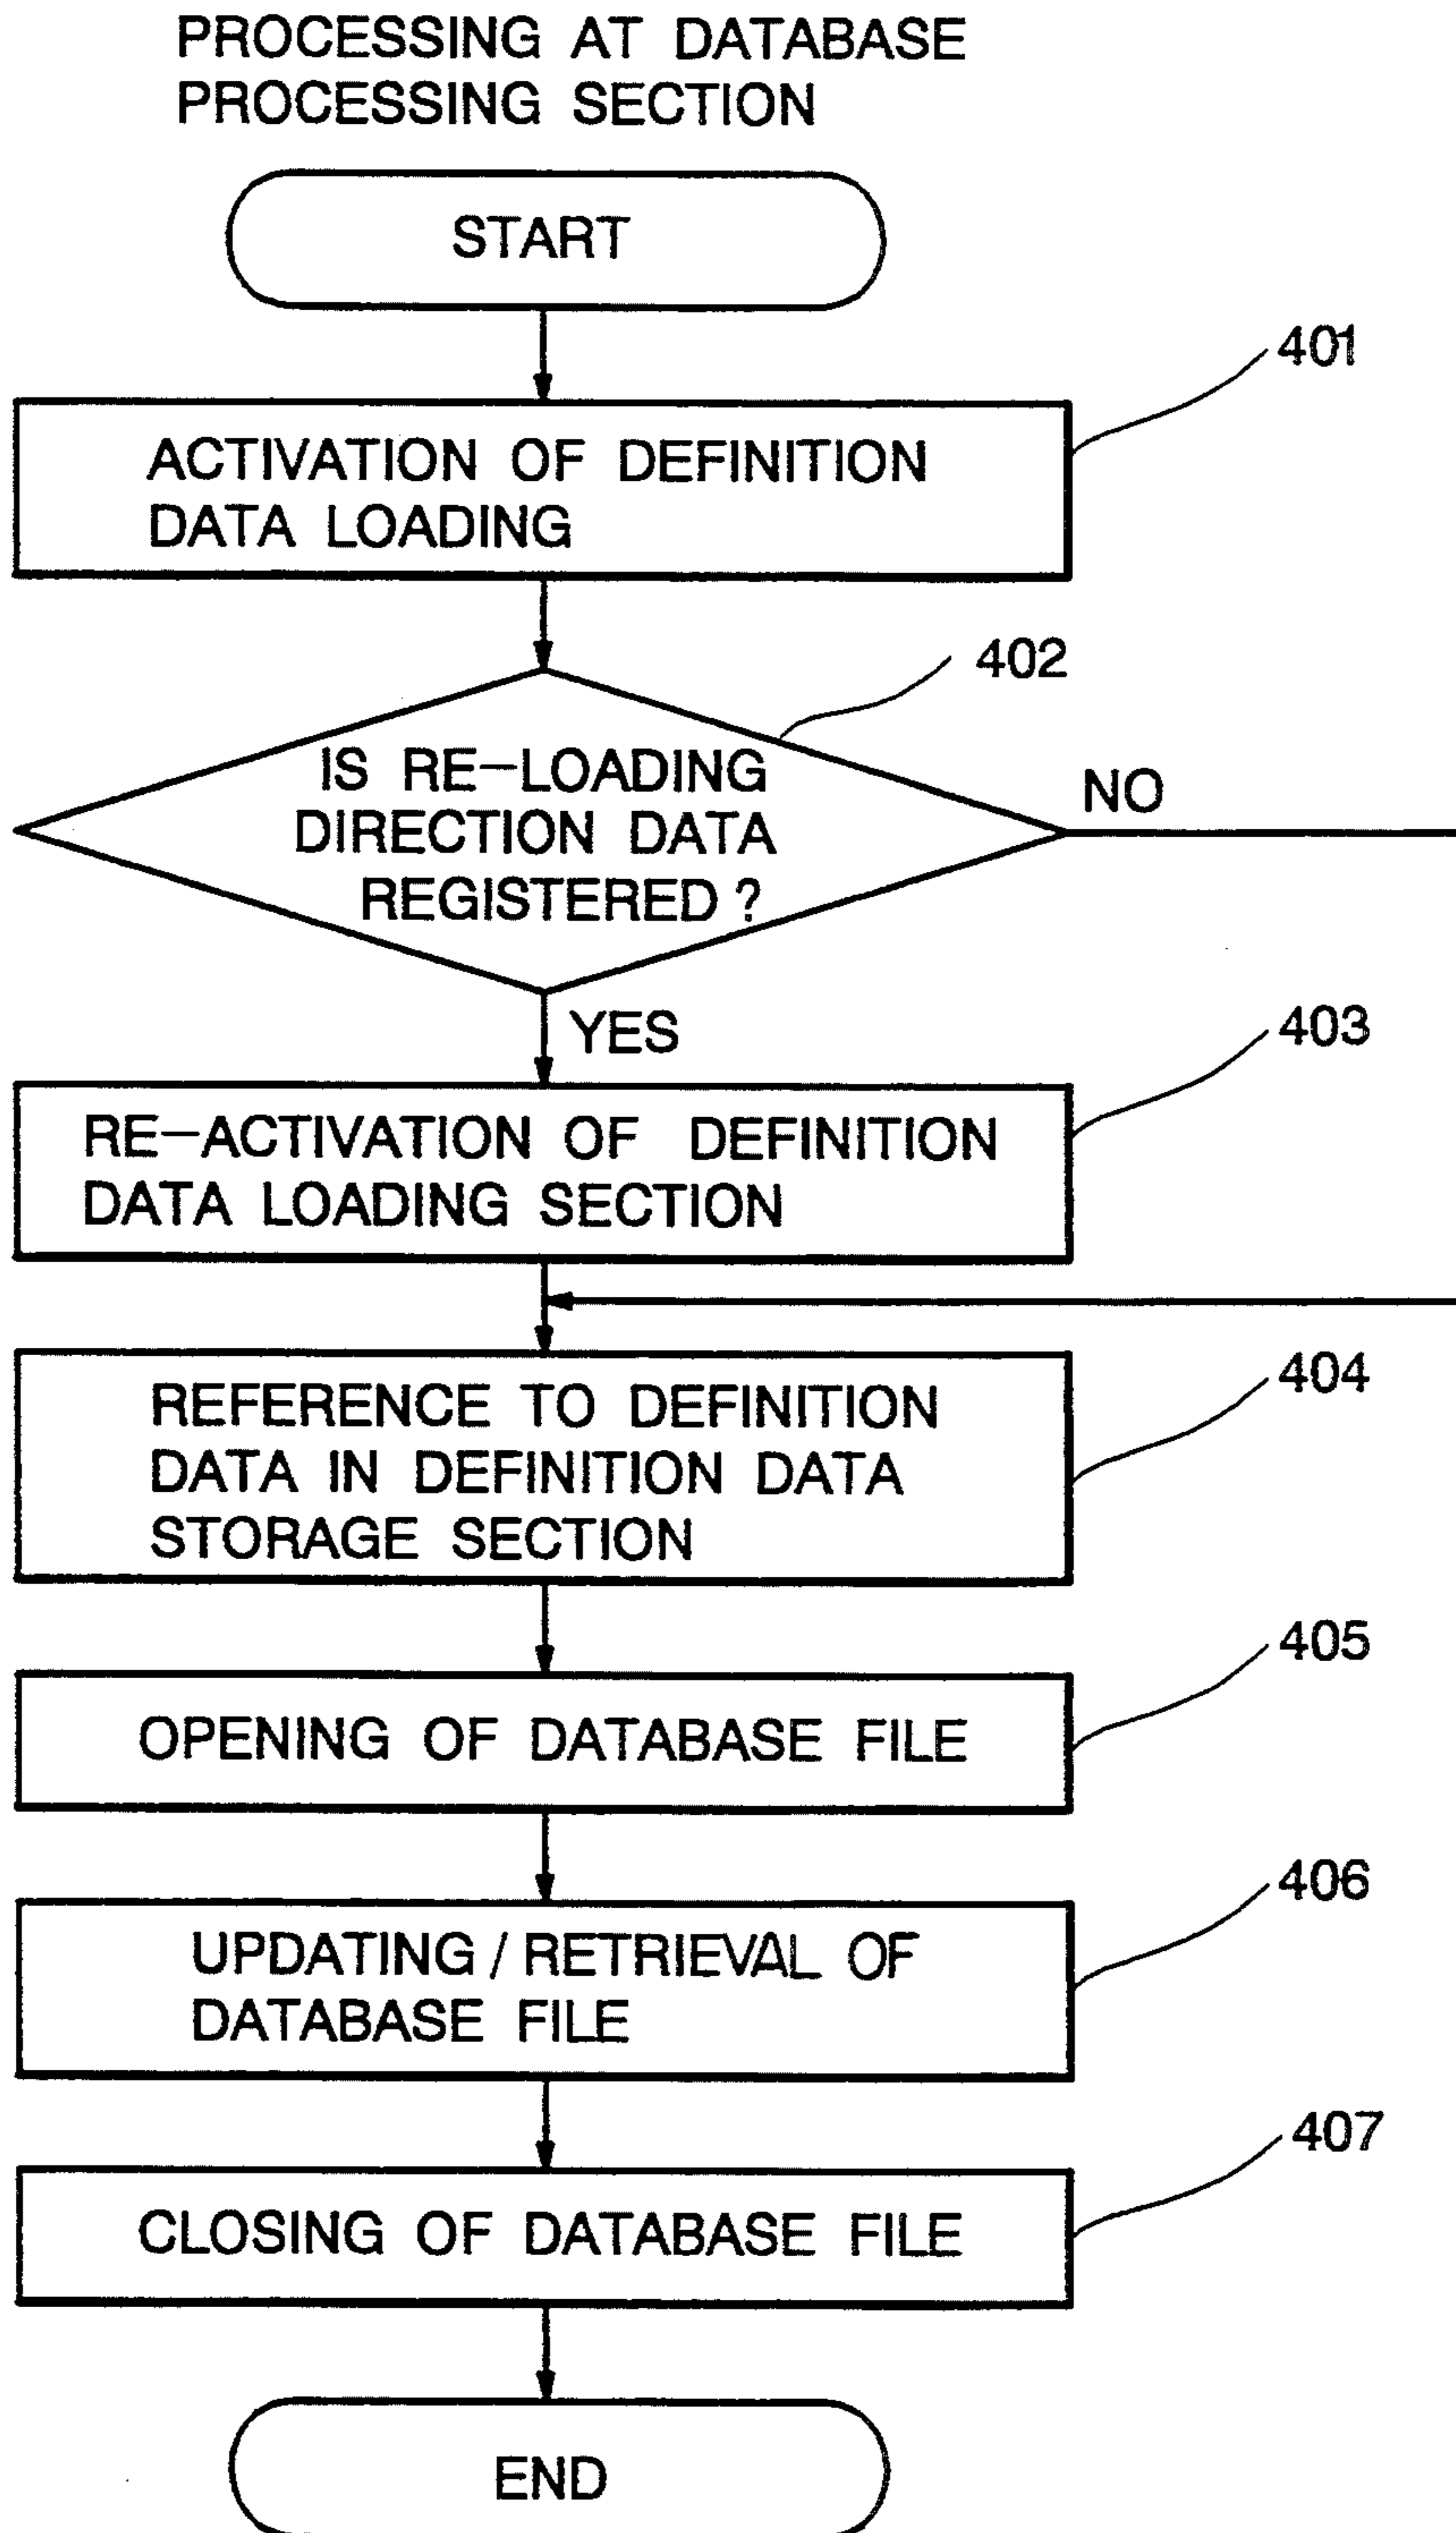 PROCESSING AT DATABASE
PROCESSING SECTION
START
401
ACTIVATION OF DEFINITION
DATA LOADING
402
IS RE-LOADING
DIRECTION DATA
REGISTERED ?
NO
YES
403
RE-ACTIVATION OF DEFINITION
DATA LOADING SECTION
404
REFERENCE TO DEFINITION
DATA IN DEFINITION DATA
STORAGE SECTION
405
OPENING OF DATABASE FILE
406
UPDATING / RETRIEVAL OF
DATABASE FILE
407
CLOSING OF DATABASE FILE
END